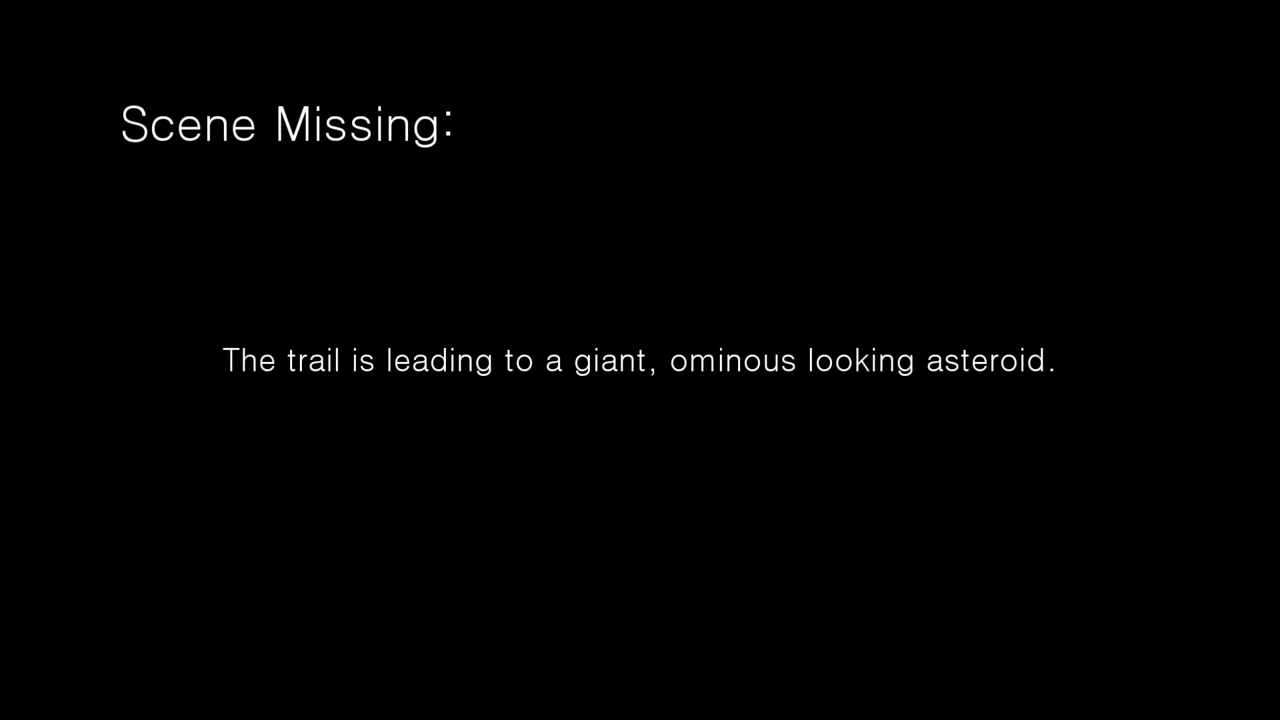 Scene Missing:
The trail is leading to a giant, ominous looking asteroid.